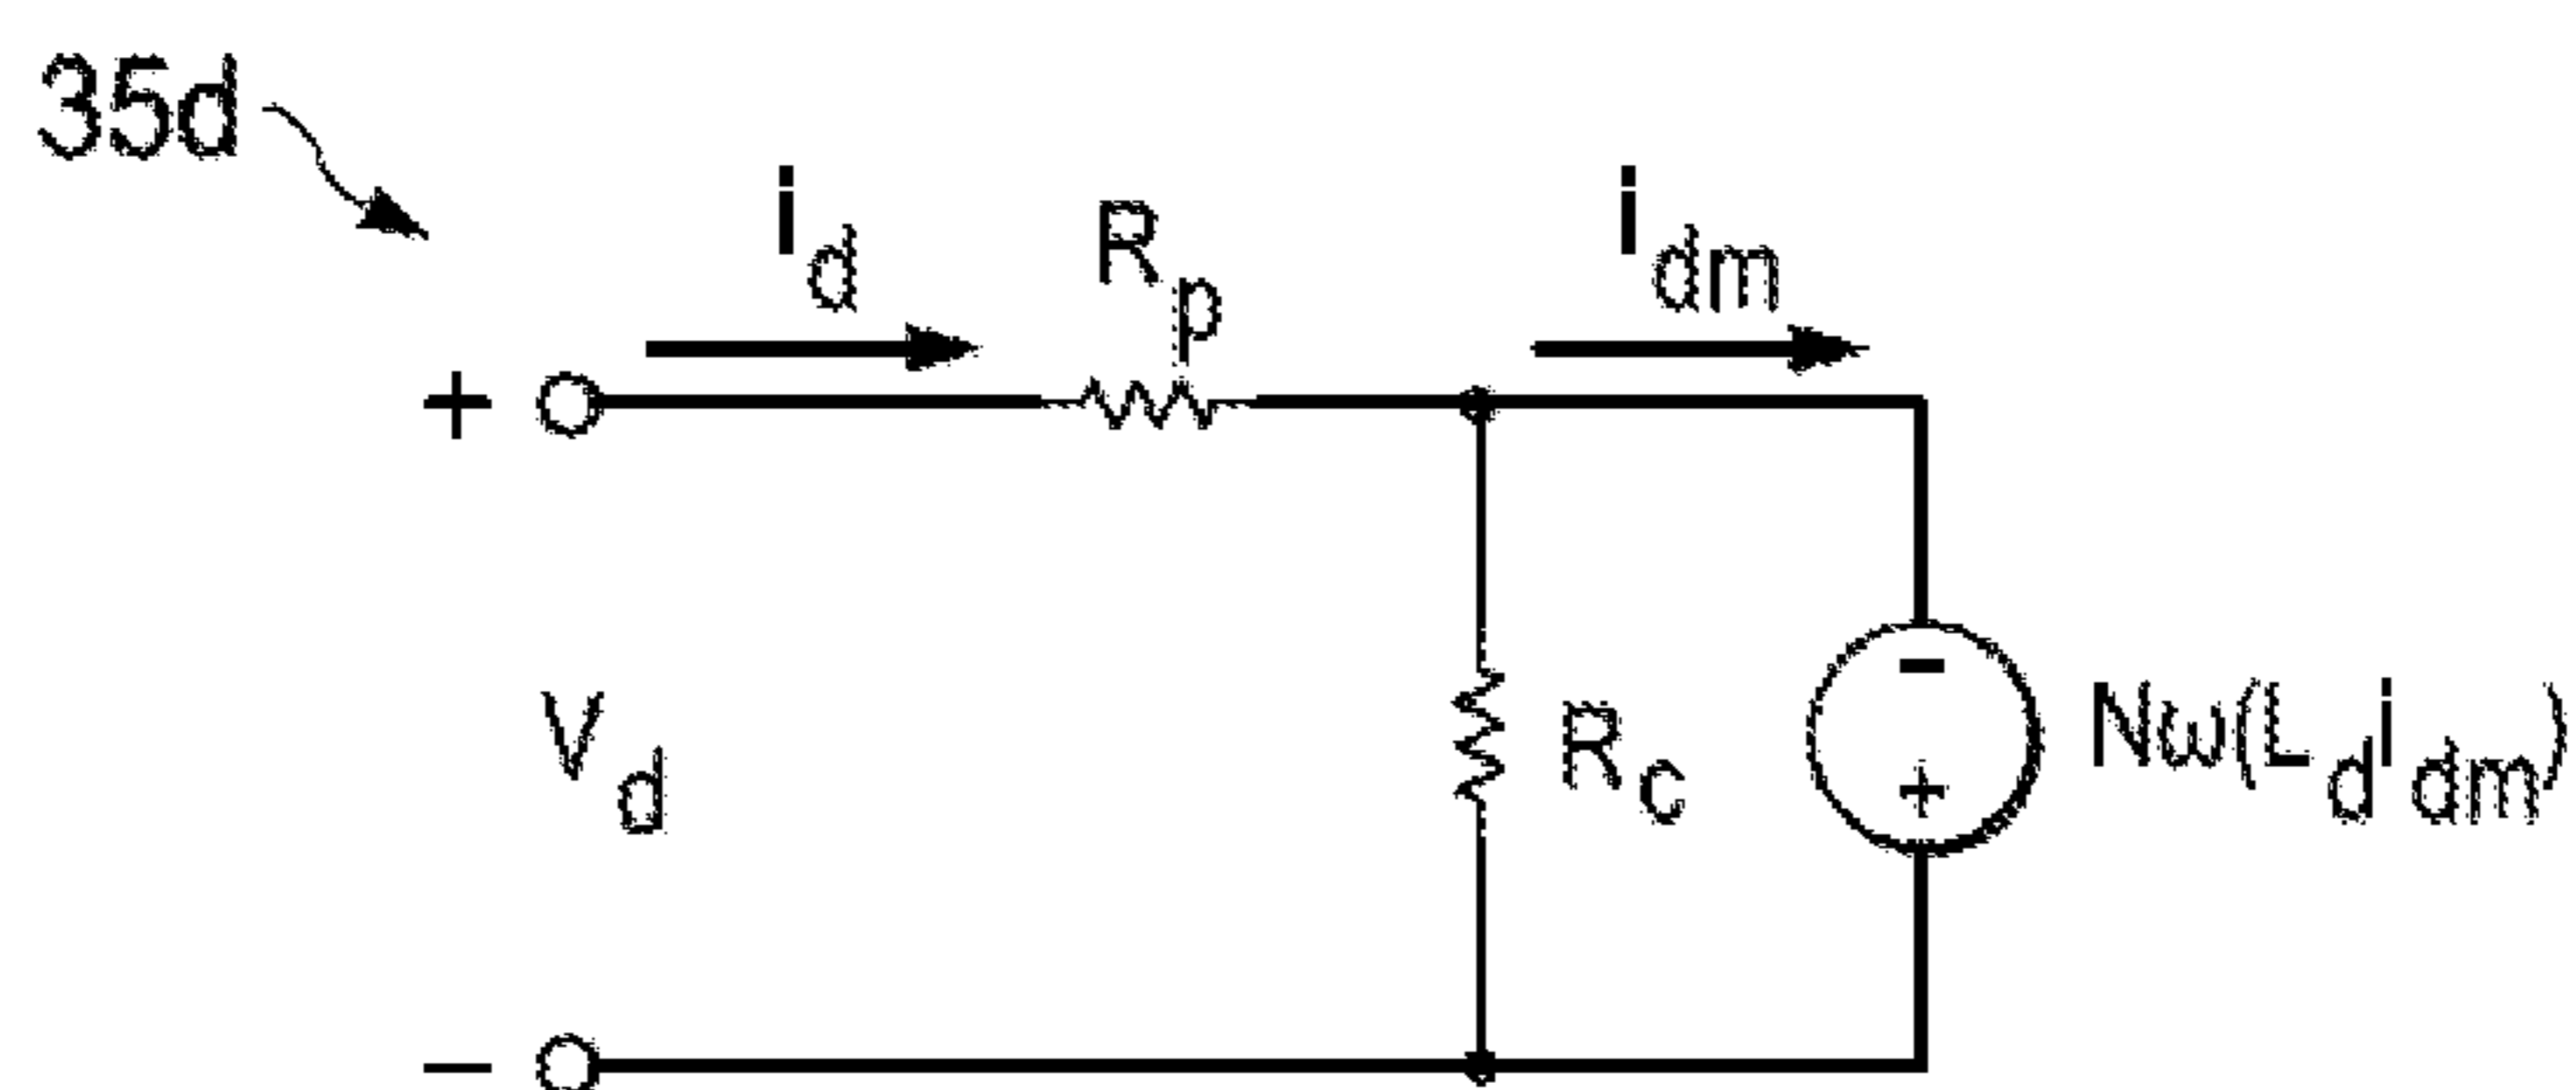 35d
i_d
R_p
i_dm
+
V_d
R_c
-
+
Nω(L_d i_dm)
−